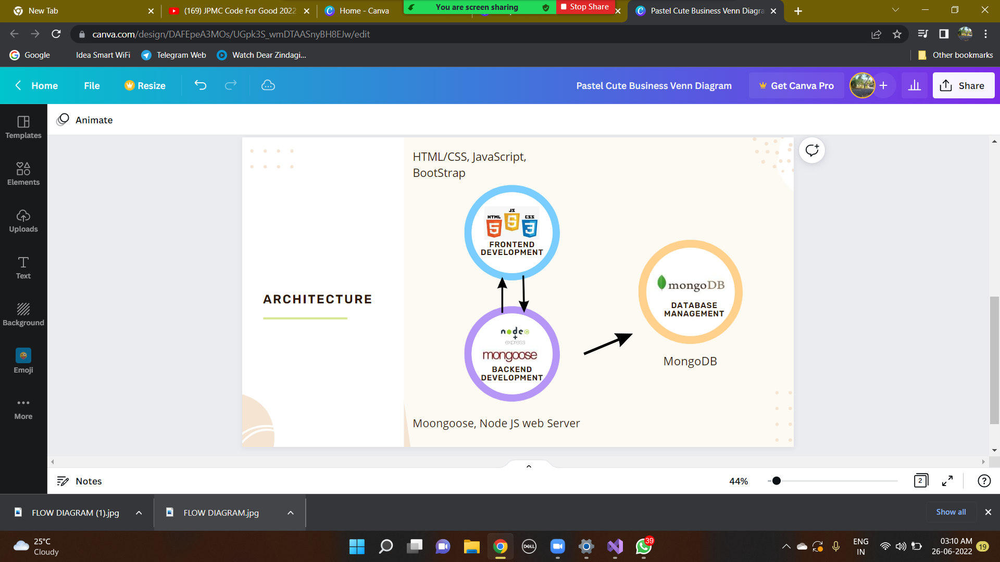 New Tab
(169) JPMC Code For Good 2022
Home - Canva
You are screen sharing
Stop Share
Pastel Cute Business Venn Diagra
canva.com/design/DAFEpeA3MOs/UGpk3S_wmDTAASnyBH8EJw/edit
Google
Idea Smart WiFi
Telegram Web
Watch Dear Zindagi...
Other bookmarks
Home
File
Resize
Pastel Cute Business Venn Diagram
Get Canva Pro
Share
Animate
Templates
Elements
Uploads
Text
Background
Emoji
More
ARCHITECTURE
HTML/CSS, JavaScript,
BootStrap
HTML
JS
CSS
5
5
3
FRONTEND
DEVELOPMENT
node
JS
+
express
mongoose
BACKEND
DEVELOPMENT
Moongoose, Node JS web Server
mongoDB
DATABASE
MANAGEMENT
MongoDB
Notes
44%
2
?
FLOW DIAGRAM (1).jpg
FLOW DIAGRAM.jpg
Show all
25°C
Cloudy
DELL
39
ENG
IN
03:10 AM
26-06-2022
19